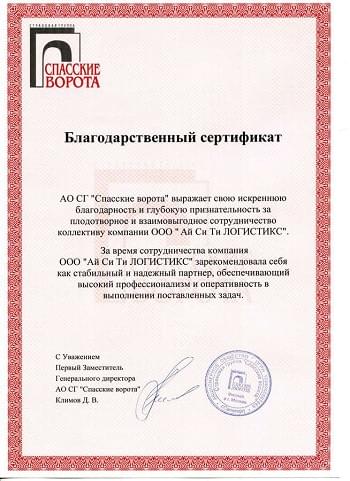 СТРАХОВАЯ ГРУППА
СПАССКИЕ
ВОРОТА
Благодарственный сертификат
АО СГ "Спасские ворота" выражает свою искреннюю
благодарность и глубокую признательность за
плодотворное и взаимовыгодное сотрудничество
коллективу компании ООО " Ай Си Ти ЛОГИСТИКС".
За время сотрудничества компания
ООО "Ай Си Ти ЛОГИСТИКС" зарекомендовала себя
как стабильный и надежный партнер, обеспечивающий
высокий профессионализм и оперативность в
выполнении поставленных задач.
С Уважением
Первый Заместитель
Генерального директора
АО СГ "Спасские ворота"
Климов Д. В.